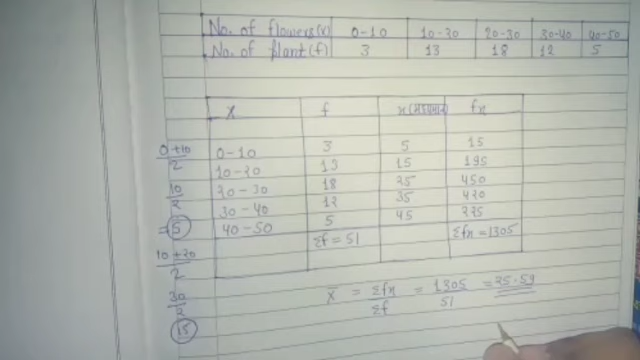 No. of flowers(x) 0-10 10-20 20-30 30-40 40-50
No. of plant(f) 3 13 18 12 5
X f x(मध्यमान) fx
0-10 3 5 15
10-20 13 15 195
20-30 18 25 450
30-40 12 35 420
40-50 5 45 225
Σf = 51 Σfx = 1305
0+10/2
10/2
= 5
10+20/2
30/2
15
x̄ = Σfx/Σf = 1305/51 = 25.59